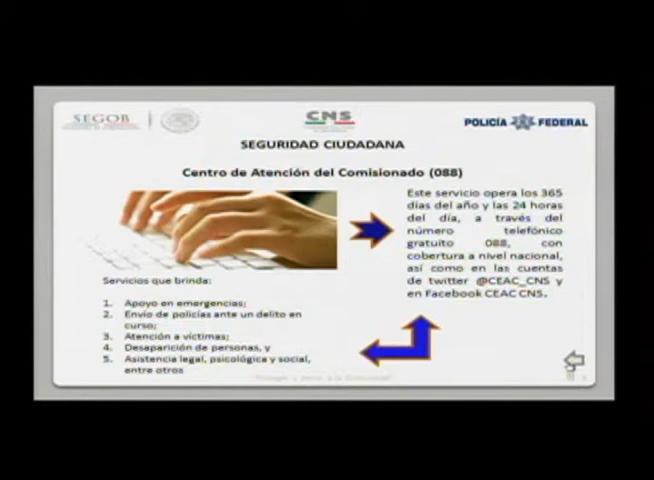 SEGOB
CNS
POLICÍA FEDERAL
SEGURIDAD CIUDADANA
Centro de Atención del Comisionado (088)
Este servicio opera los 365
días del año y las 24 horas
del día, a través del
número telefónico
gratuito 088, con
cobertura a nivel nacional,
así como en las cuentas
de twitter @CEAC_CNS y
en Facebook CEAC CNS.
Servicios que brinda:
1. Apoyo en emergencias;
2. Envío de policías ante un delito en
curso;
3. Atención a víctimas;
4. Desaparición de personas, y
5. Asistencia legal, psicológica y social,
entre otros